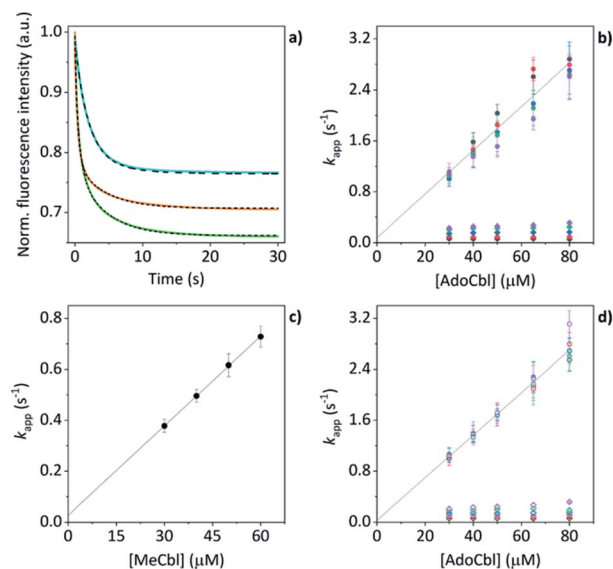 a)
Norm. fluorescence intensity (a.u.)
1.0
0.9
0.8
0.7
0 10 20 30
Time (s)
b)
k_app (s⁻¹)
3.2
2.4
1.6
0.8
0.0
0 20 40 60 80
[AdoCbl] (μM)
c)
k_app (s⁻¹)
0.8
0.6
0.4
0.2
0.0
0 15 30 45 60
[MeCbl] (μM)
d)
k_app (s⁻¹)
3.2
2.4
1.6
0.8
0.0
0 20 40 60 80
[AdoCbl] (μM)